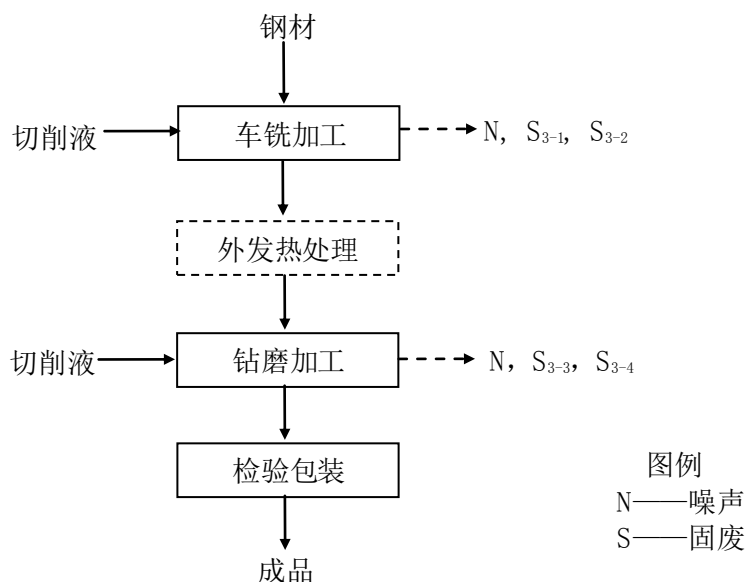 钢材
切削液
车铣加工
N, S₃₋₁, S₃₋₂
外发热处理
切削液
钻磨加工
N, S₃₋₃, S₃₋₄
检验包装
成品
图例
N——噪声
S——固废